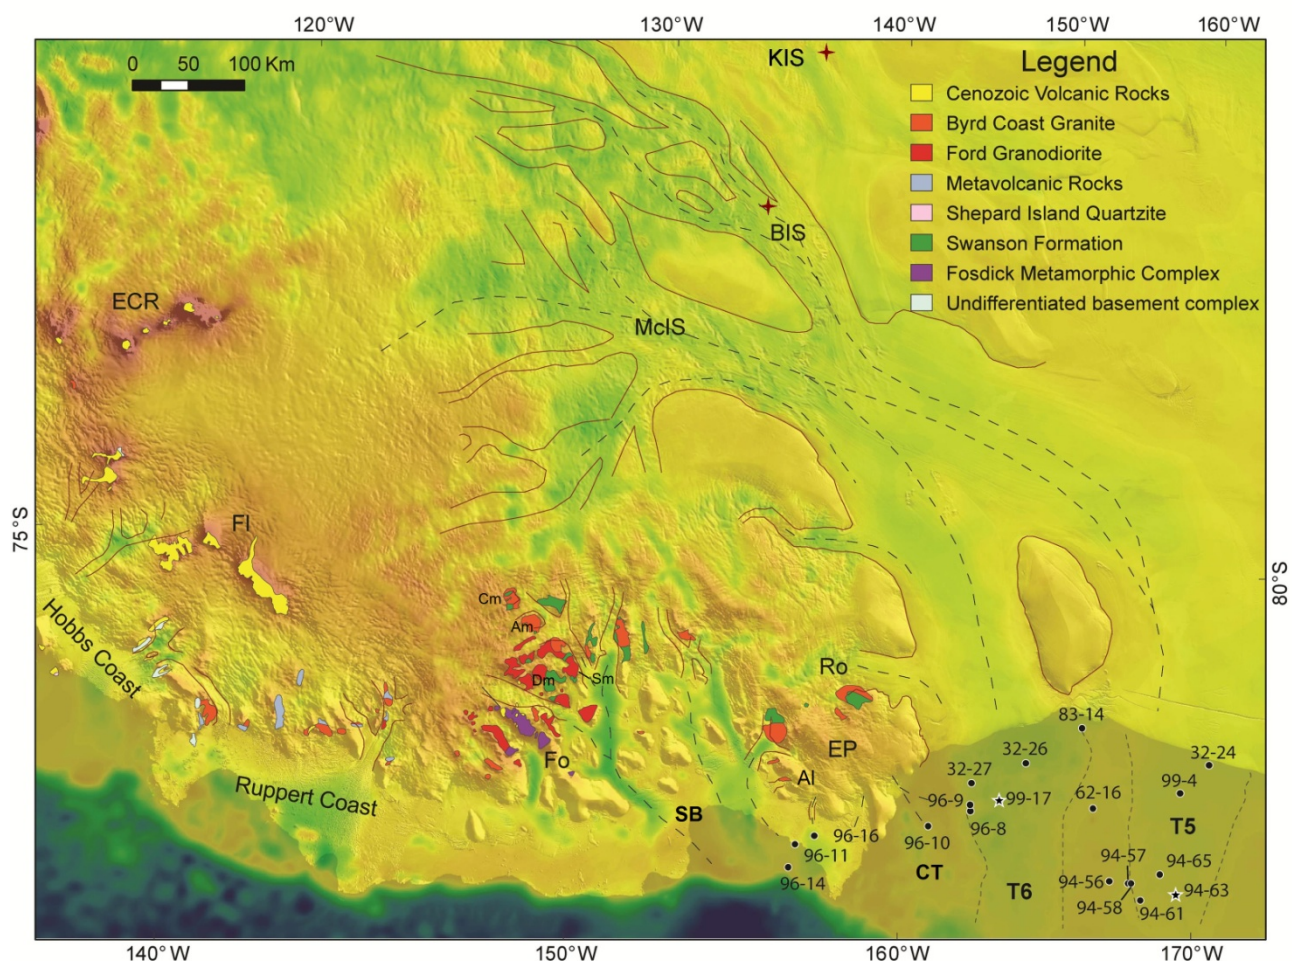 120°W
130°W
140°W
150°W
160°W
0 50 100 Km
KIS
Legend
Cenozoic Volcanic Rocks
Byrd Coast Granite
Ford Granodiorite
Metavolcanic Rocks
Shepard Island Quartzite
Swanson Formation
Fosdick Metamorphic Complex
Undifferentiated basement complex
BIS
ECR
McIS
75°S
FI
80°S
Hobbs Coast
Cm
Am
Dm
Sm
Ro
Fo
EP
AI
Ruppert Coast
SB
83-14
32-26
32-24
32-27
99-4
96-9
99-17
62-16
96-8
T5
96-16
96-10
96-11
96-14
CT
94-57
94-65
94-56
T6
94-63
94-58
94-61
140°W
150°W
160°W
170°W